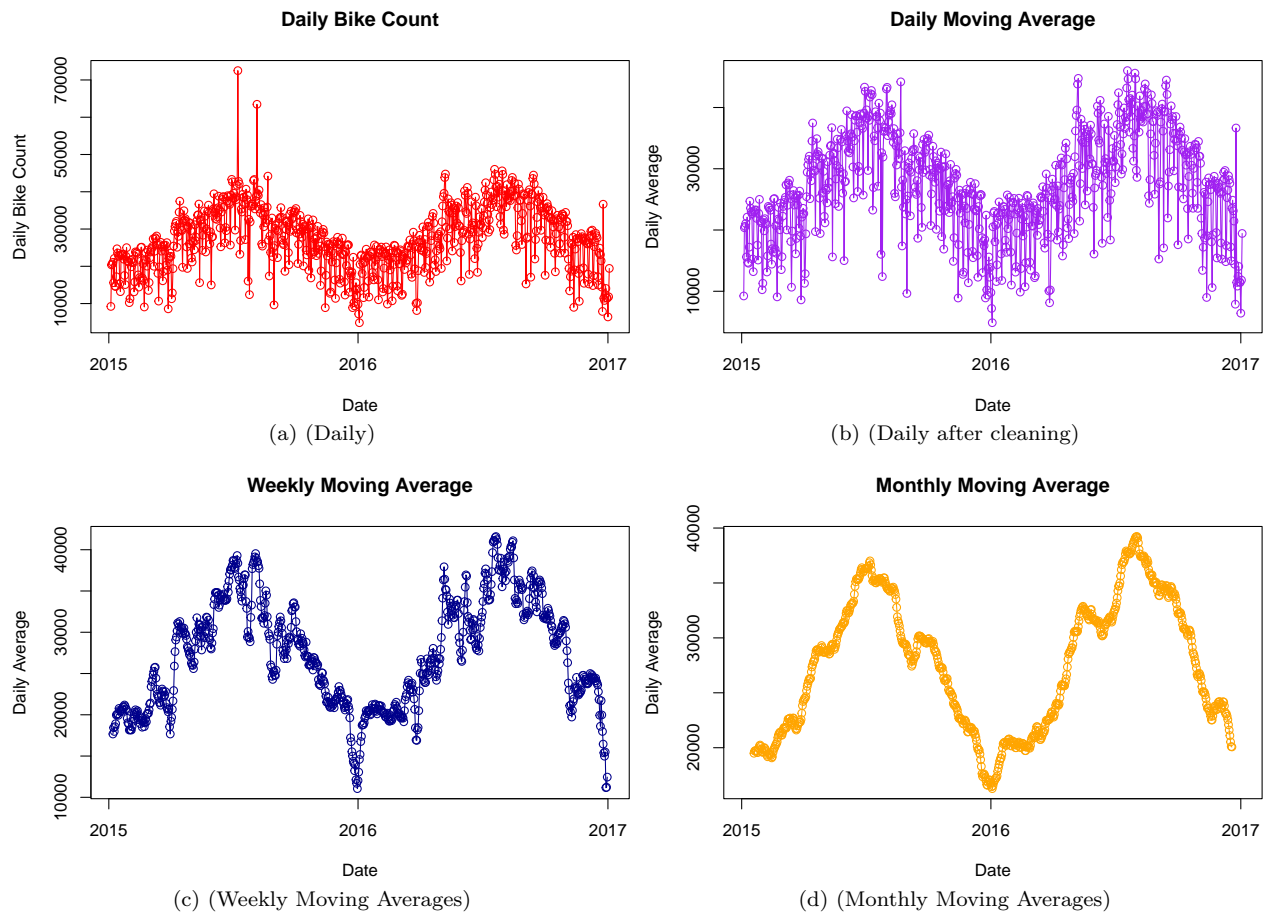 Daily Bike Count
Daily Bike Count
70000
50000
30000
10000
2015
2016
2017
Date
(a) (Daily)
Daily Moving Average
Daily Average
30000
10000
2015
2016
2017
Date
(b) (Daily after cleaning)
Weekly Moving Average
Daily Average
40000
30000
20000
10000
2015
2016
2017
Date
(c) (Weekly Moving Averages)
Monthly Moving Average
Daily Average
40000
30000
20000
2015
2016
2017
Date
(d) (Monthly Moving Averages)